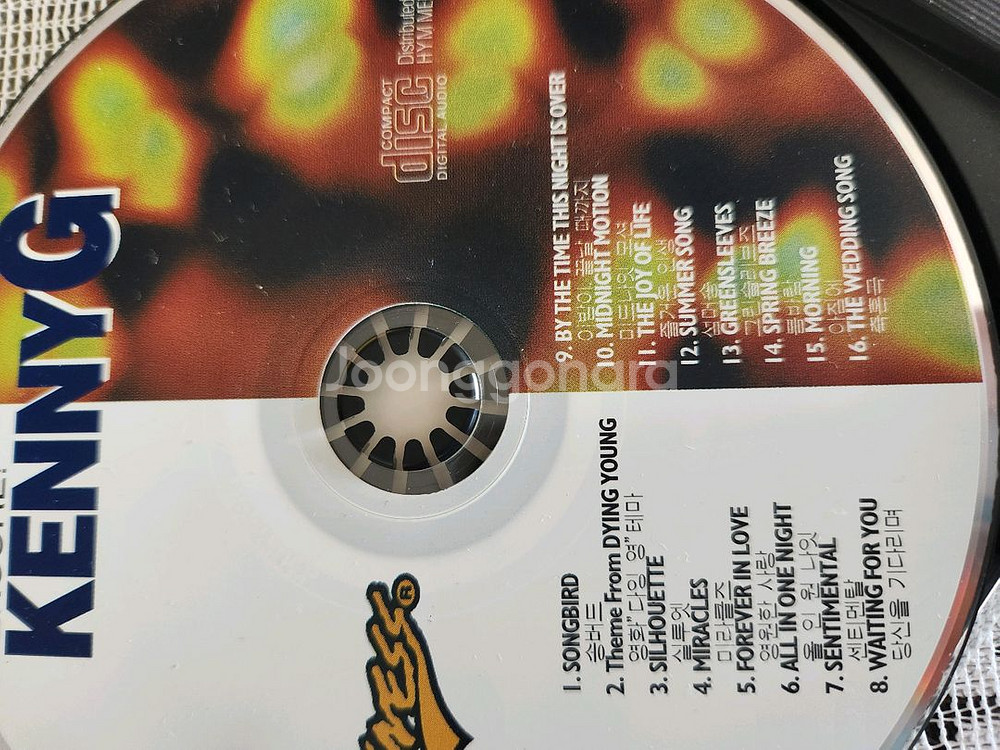 KENNY G
COMPACT
disc
DIGITAL AUDIO
Distributed
HYM ME
Joonggonara
1. SONGBIRD
송버드
2. Theme From DYING YOUNG
영화"다잉 영"테마
3. SILHOUETTE
실루엣
4. MIRACLES
미라클즈
5. FOREVER IN LOVE
영원한 사랑
6. ALL IN ONE NIGHT
올 인 원 나잇
7. SENTIMENTAL
센티멘탈
8. WAITING FOR YOU
당신을 기다리며
9. BY THE TIME THIS NIGHT IS OVER
이밤이 끝날 때까지
10. MIDNIGHT MOTION
미드나잇 모션
11. THE JOY OF LIFE
즐거운 인생
12. SUMMER SONG
썸머송
13. GREENSLEEVES
그린 슬리브즈
14. SPRING BREEZE
봄바람
15. MORNING
아침에
16. THE WEDDING SONG
축혼곡